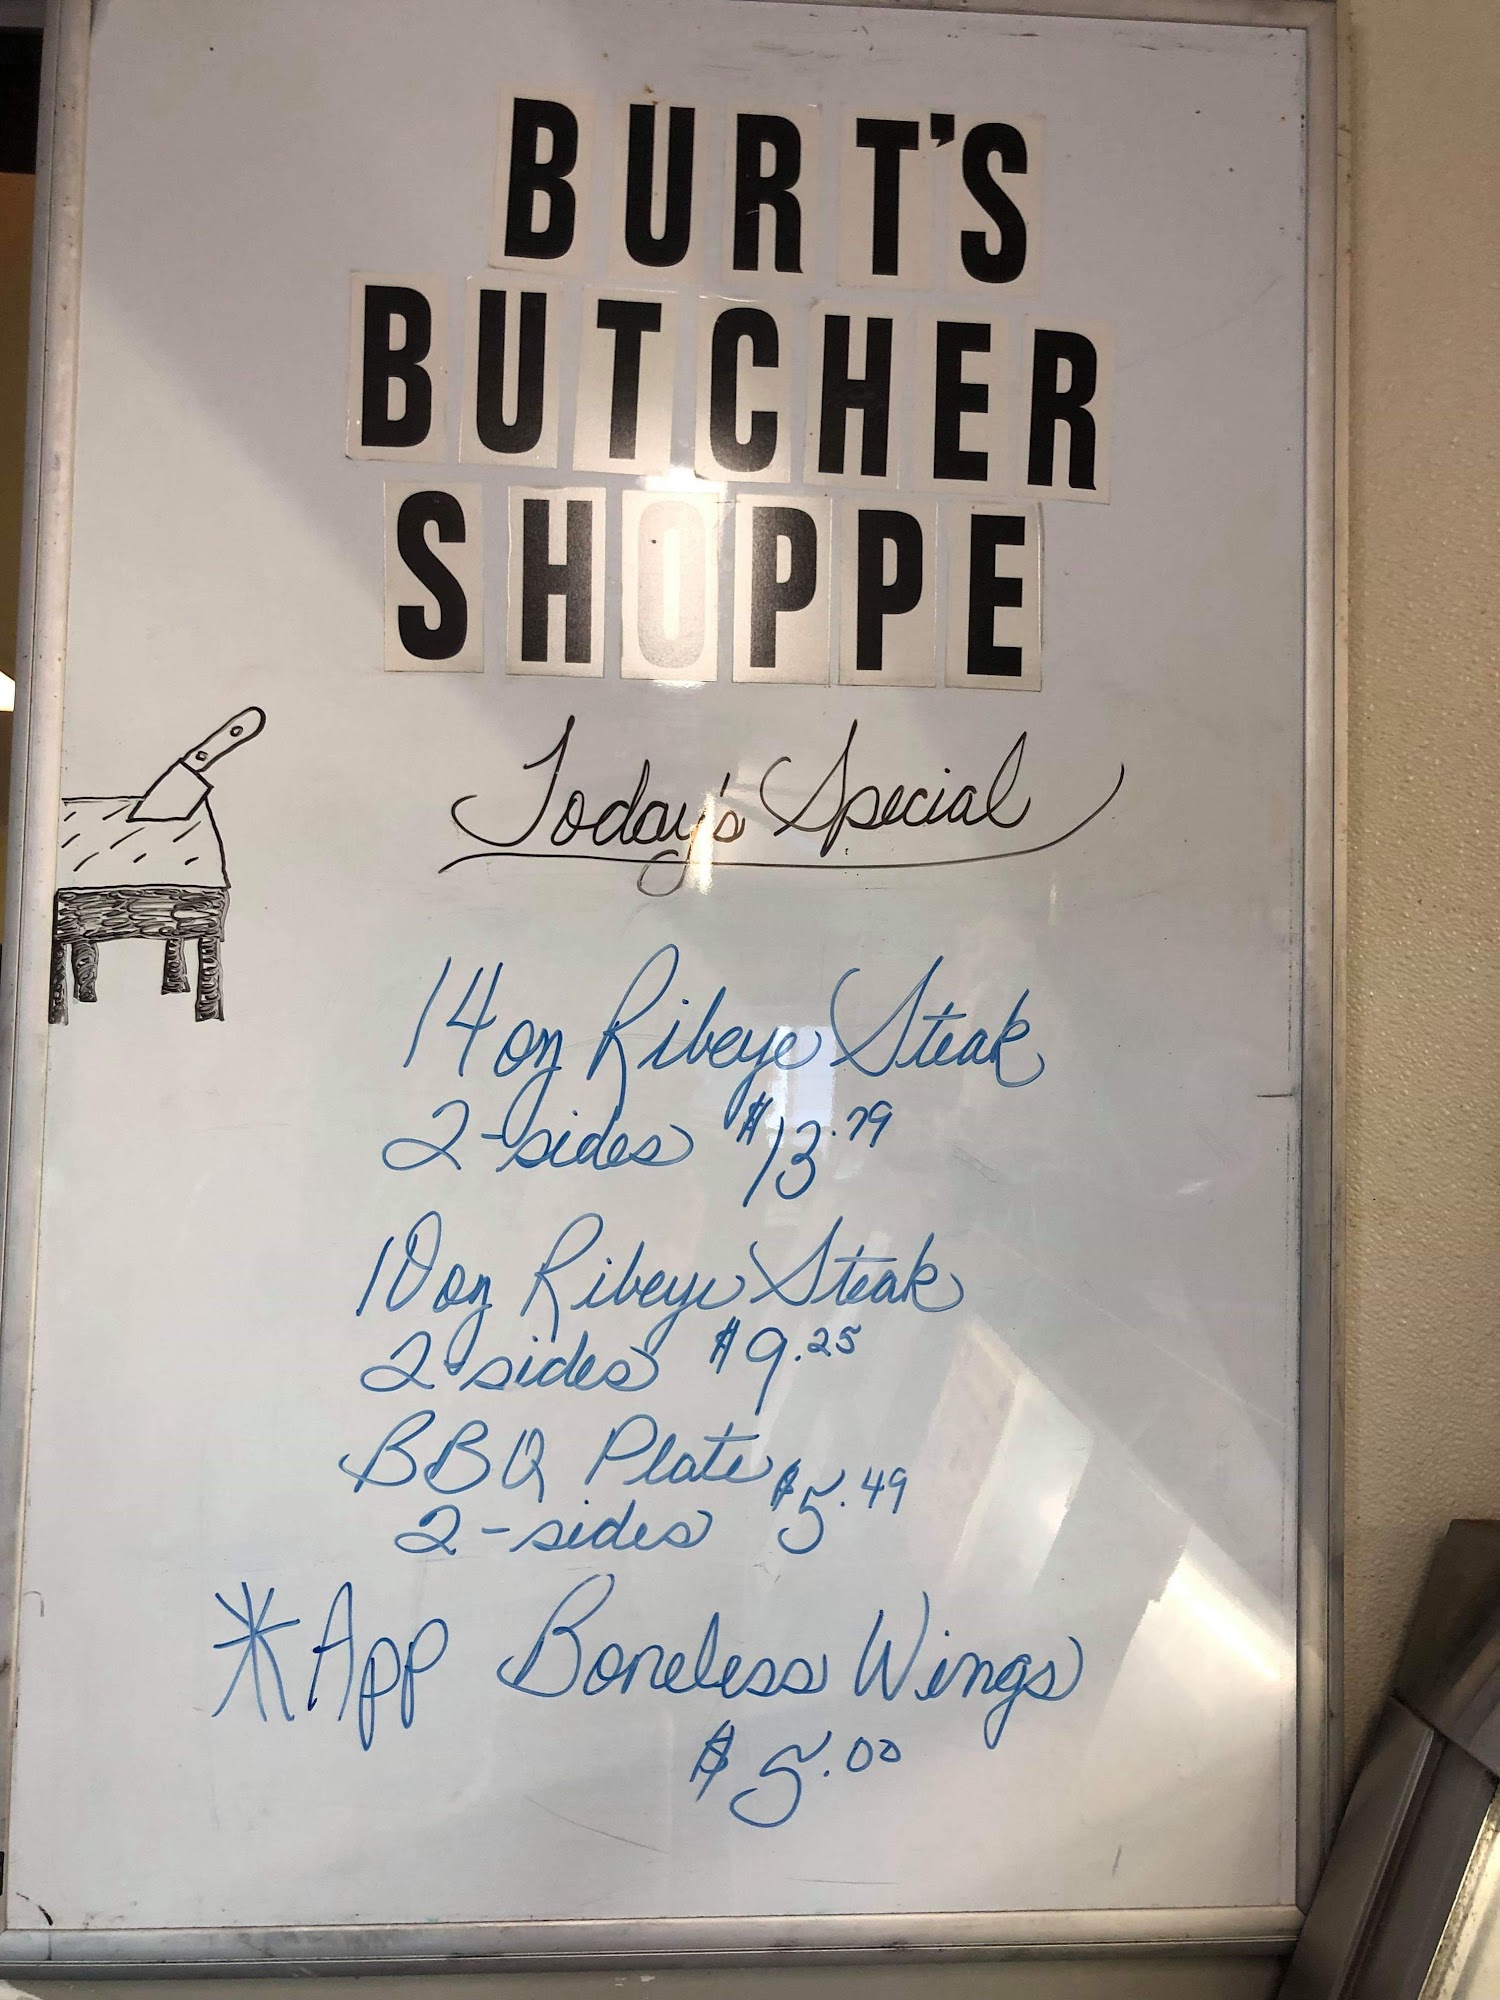 BURT'S
BUTCHER
SHOPPE
Today's Special
14 oz Ribeye Steak
2-sides $13.79
10 oz Ribeye Steak
2-sides $9.25
BBQ Plate $5.49
2-sides
*App Boneless Wings
$5.00